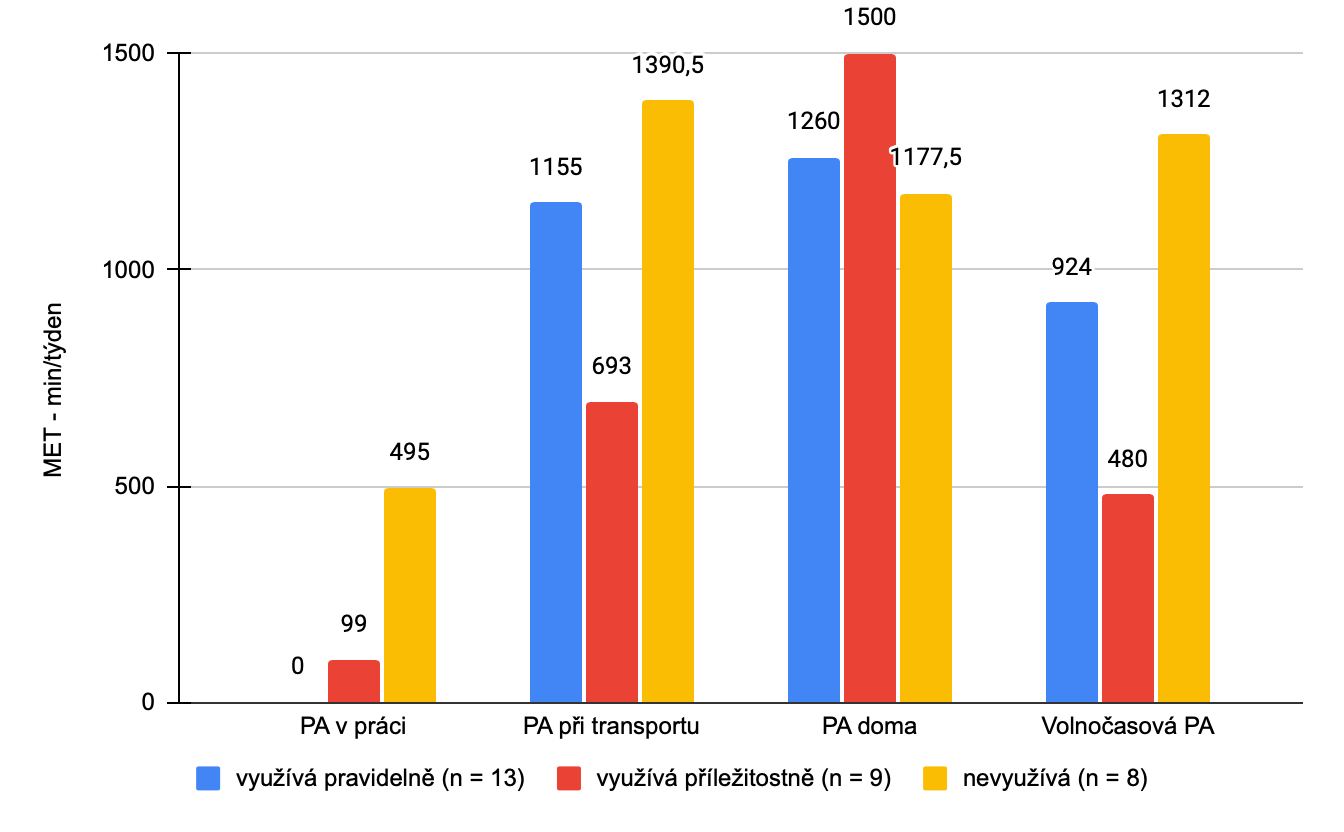 1500
1500
1390,5
1312
1260
1177,5
1155
1000
924
693
500
495
480
99
0
0
MET - min/týden
PA v práci
PA při transportu
PA doma
Volnočasová PA
využívá pravidelně (n = 13)
využívá příležitostně (n = 9)
nevyužívá (n = 8)